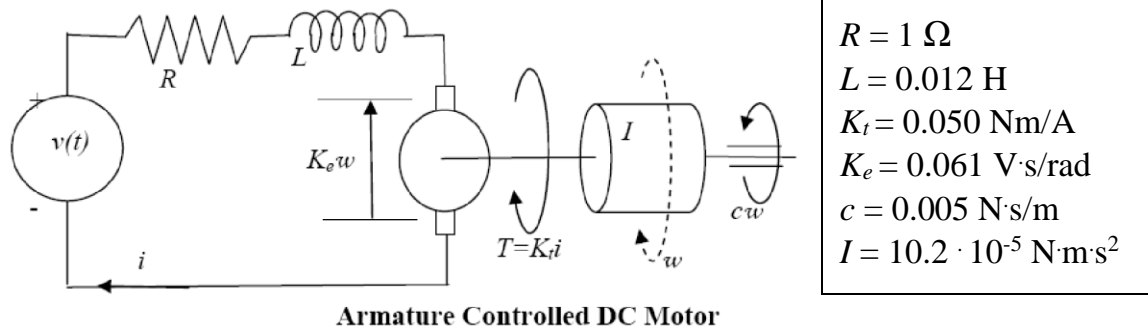 R
L
+
v(t)
-
Kₑw
i
T=Kₜi
I
w
cw
Armature Controlled DC Motor
R = 1 Ω
L = 0.012 H
Kₜ = 0.050 Nm/A
Kₑ = 0.061 V·s/rad
c = 0.005 N·s/m
I = 10.2 · 10⁻⁵ N·m·s²